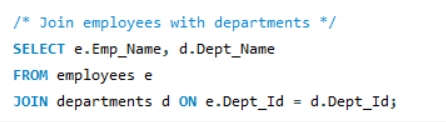 /* Join employees with departments */
SELECT e.Emp_Name, d.Dept_Name
FROM employees e
JOIN departments d ON e.Dept_Id = d.Dept_Id;